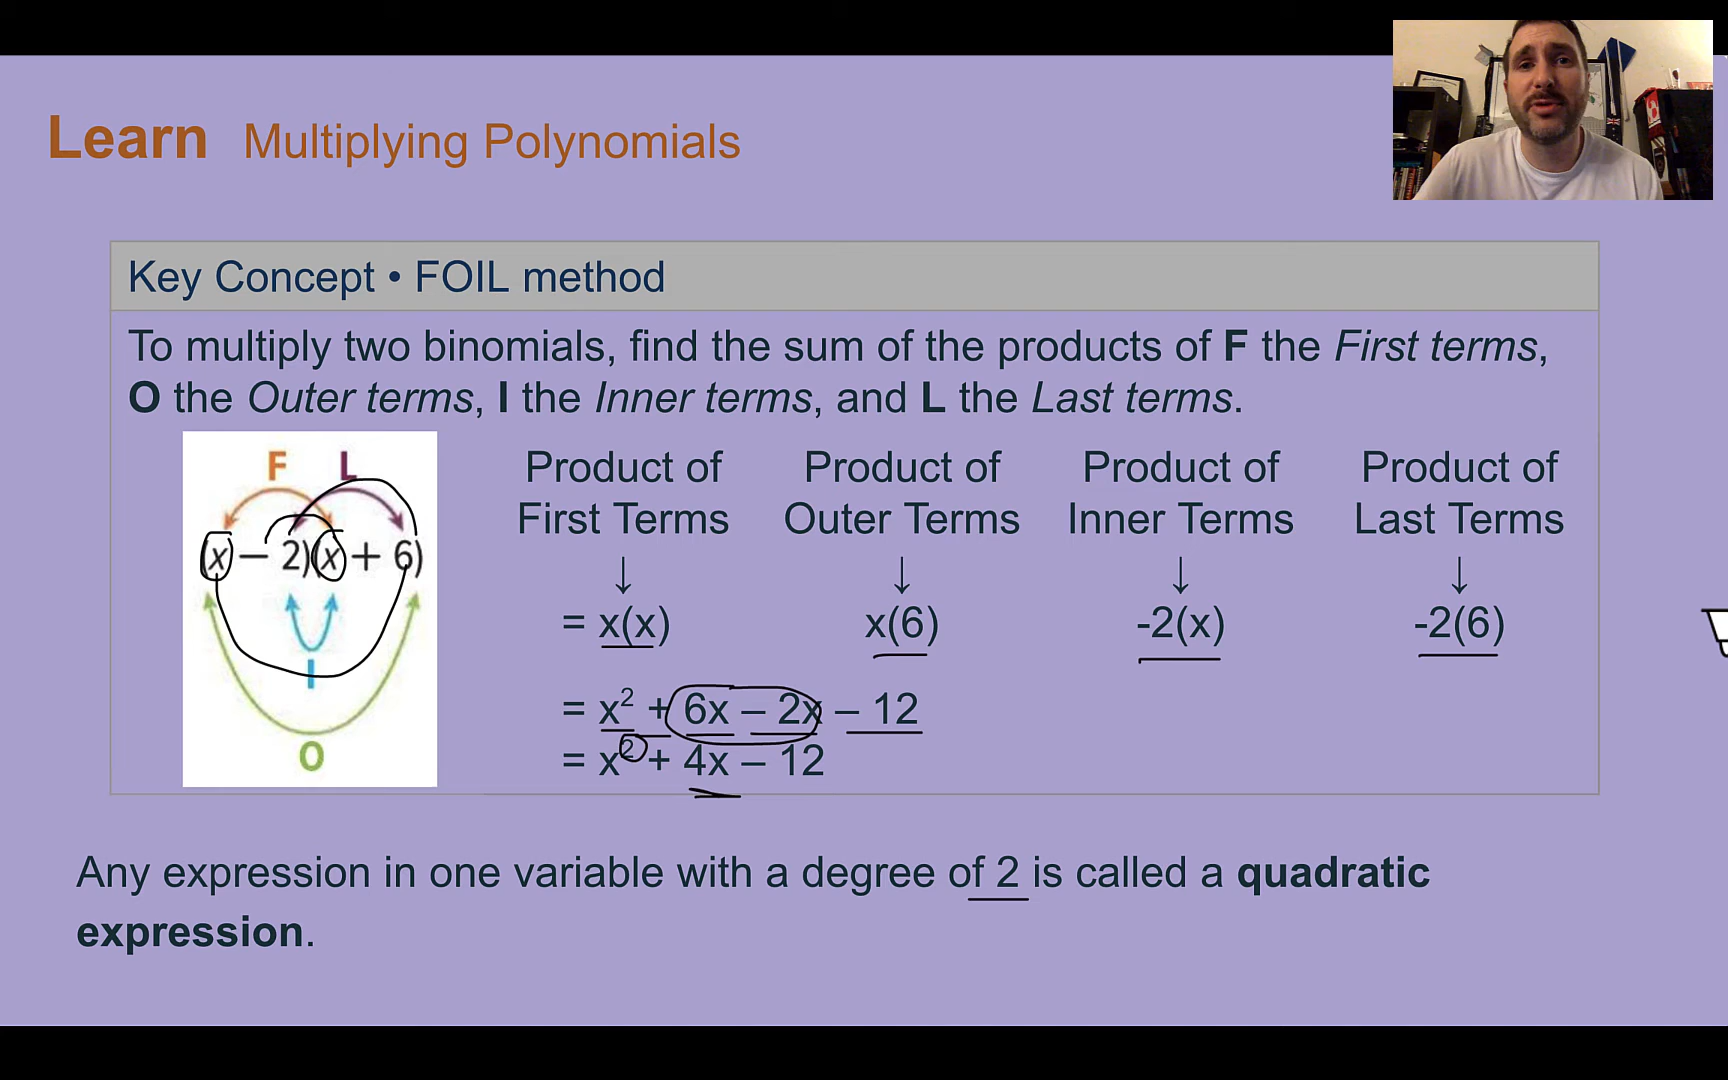 Learn Multiplying Polynomials
Key Concept • FOIL method
To multiply two binomials, find the sum of the products of F the First terms,
O the Outer terms, I the Inner terms, and L the Last terms.
F L
(x − 2)(x + 6)
I
O
Product of Product of Product of Product of
First Terms Outer Terms Inner Terms Last Terms
↓ ↓ ↓ ↓
= x(x) x(6) -2(x) -2(6)
= x² + 6x – 2x – 12
= x² + 4x – 12
Any expression in one variable with a degree of 2 is called a quadratic
expression.